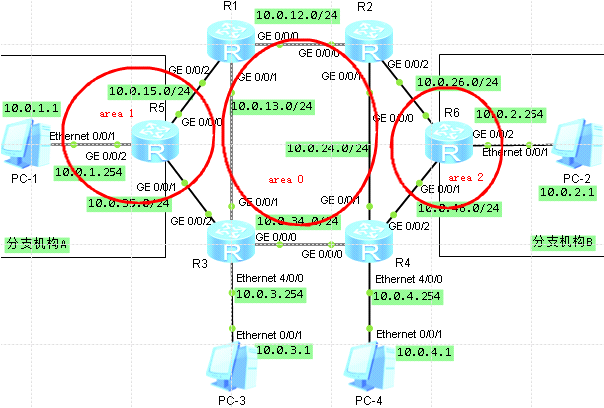 R1
R2
10.0.12.0/24
GE 0/0/0
GE 0/0/0
GE 0/0/2
GE 0/0/1
GE 0/0/1
GE 0/0/2
10.0.15.0/24
10.0.26.0/24
10.0.1.1
area 1
R5
GE 0/0/0
10.0.13.0/24
GE 0/0/0
R6
10.0.2.254
Ethernet 0/0/1
GE 0/0/2
10.0.24.0/24
GE 0/0/2
Ethernet 0/0/1
PC-1
10.0.1.254
area 0
area 2
PC-2
10.0.2.1
GE 0/0/1
10.0.35.0/24
GE 0/0/1
10.0.46.0/24
GE 0/0/2
GE 0/0/1
10.0.34.0/24
GE 0/0/1
GE 0/0/2
分支机构A
GE 0/0/0
GE 0/0/0
分支机构B
R3
R4
Ethernet 4/0/0
10.0.3.254
Ethernet 4/0/0
10.0.4.254
Ethernet 0/0/1
10.0.3.1
Ethernet 0/0/1
10.0.4.1
PC-3
PC-4